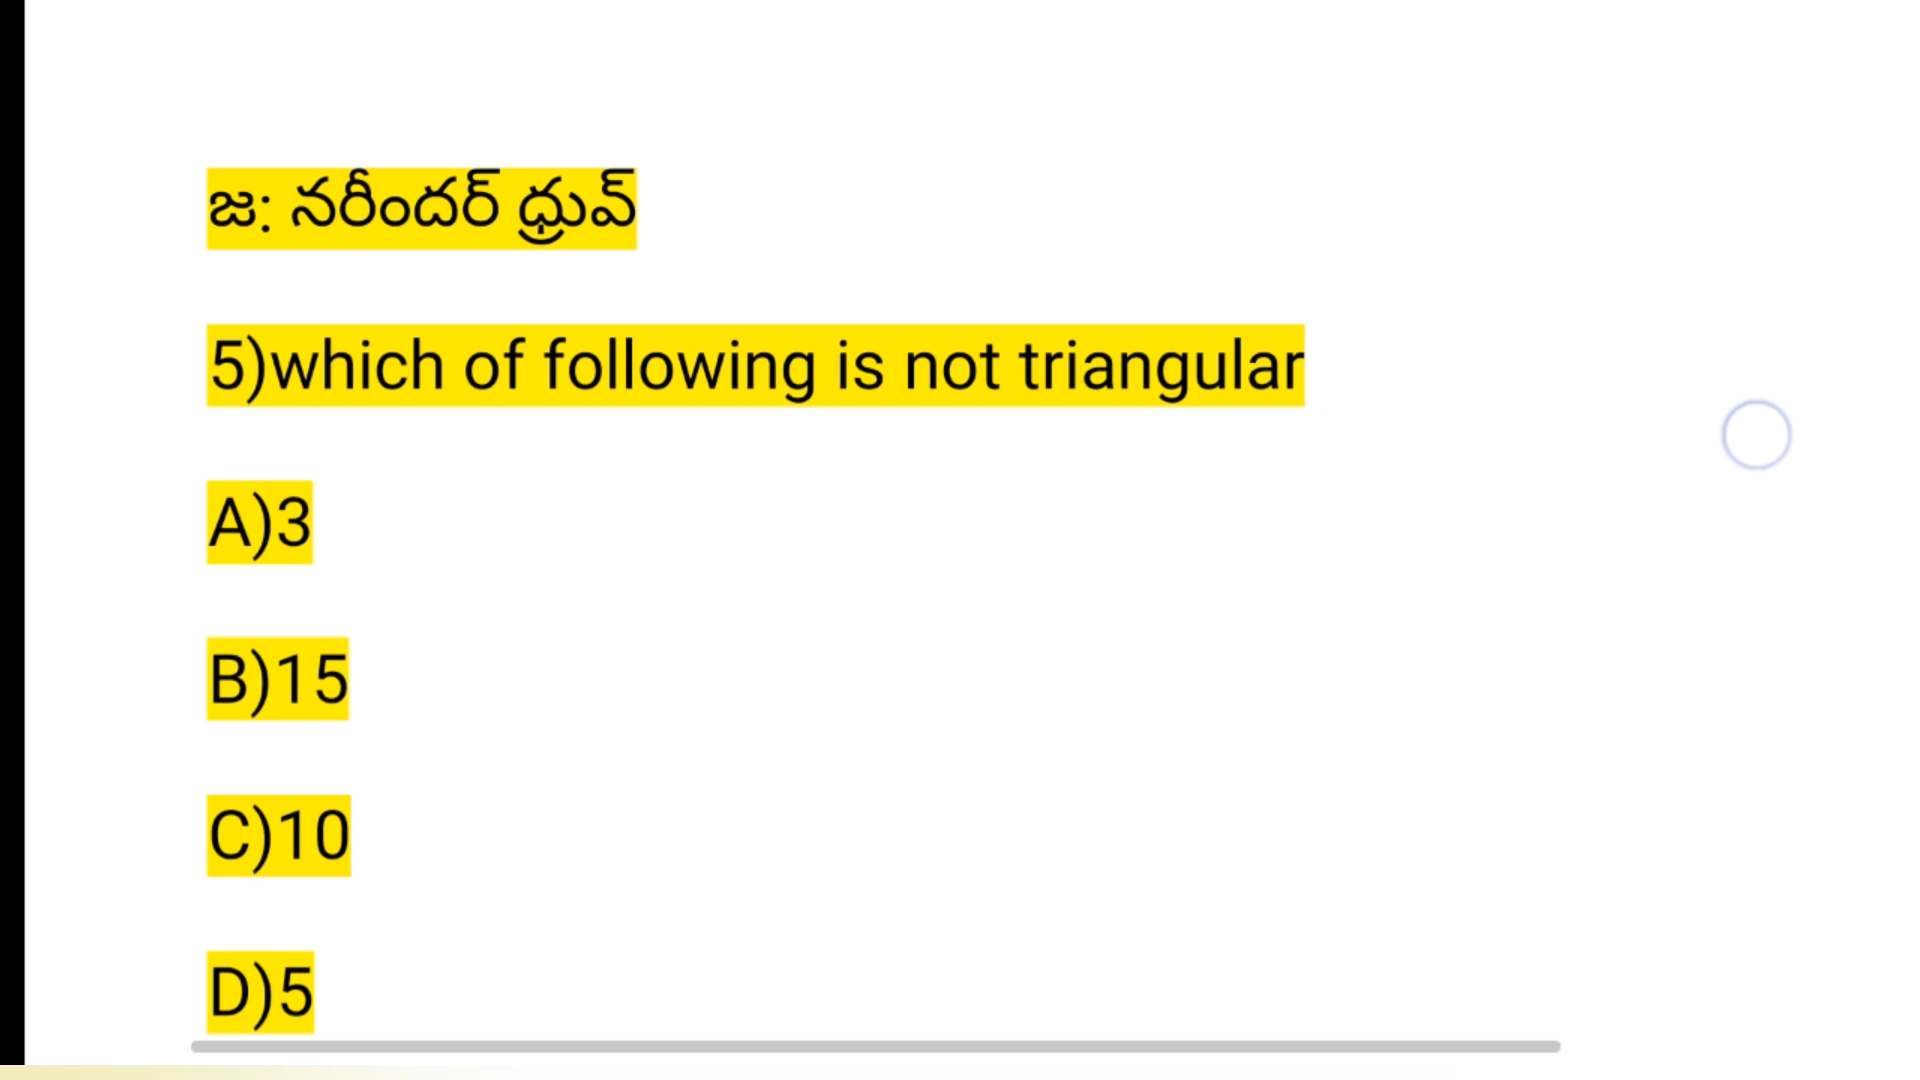 జ: నరీందర్ ధ్రువ్
5)which of following is not triangular
A)3
B)15
C)10
D)5